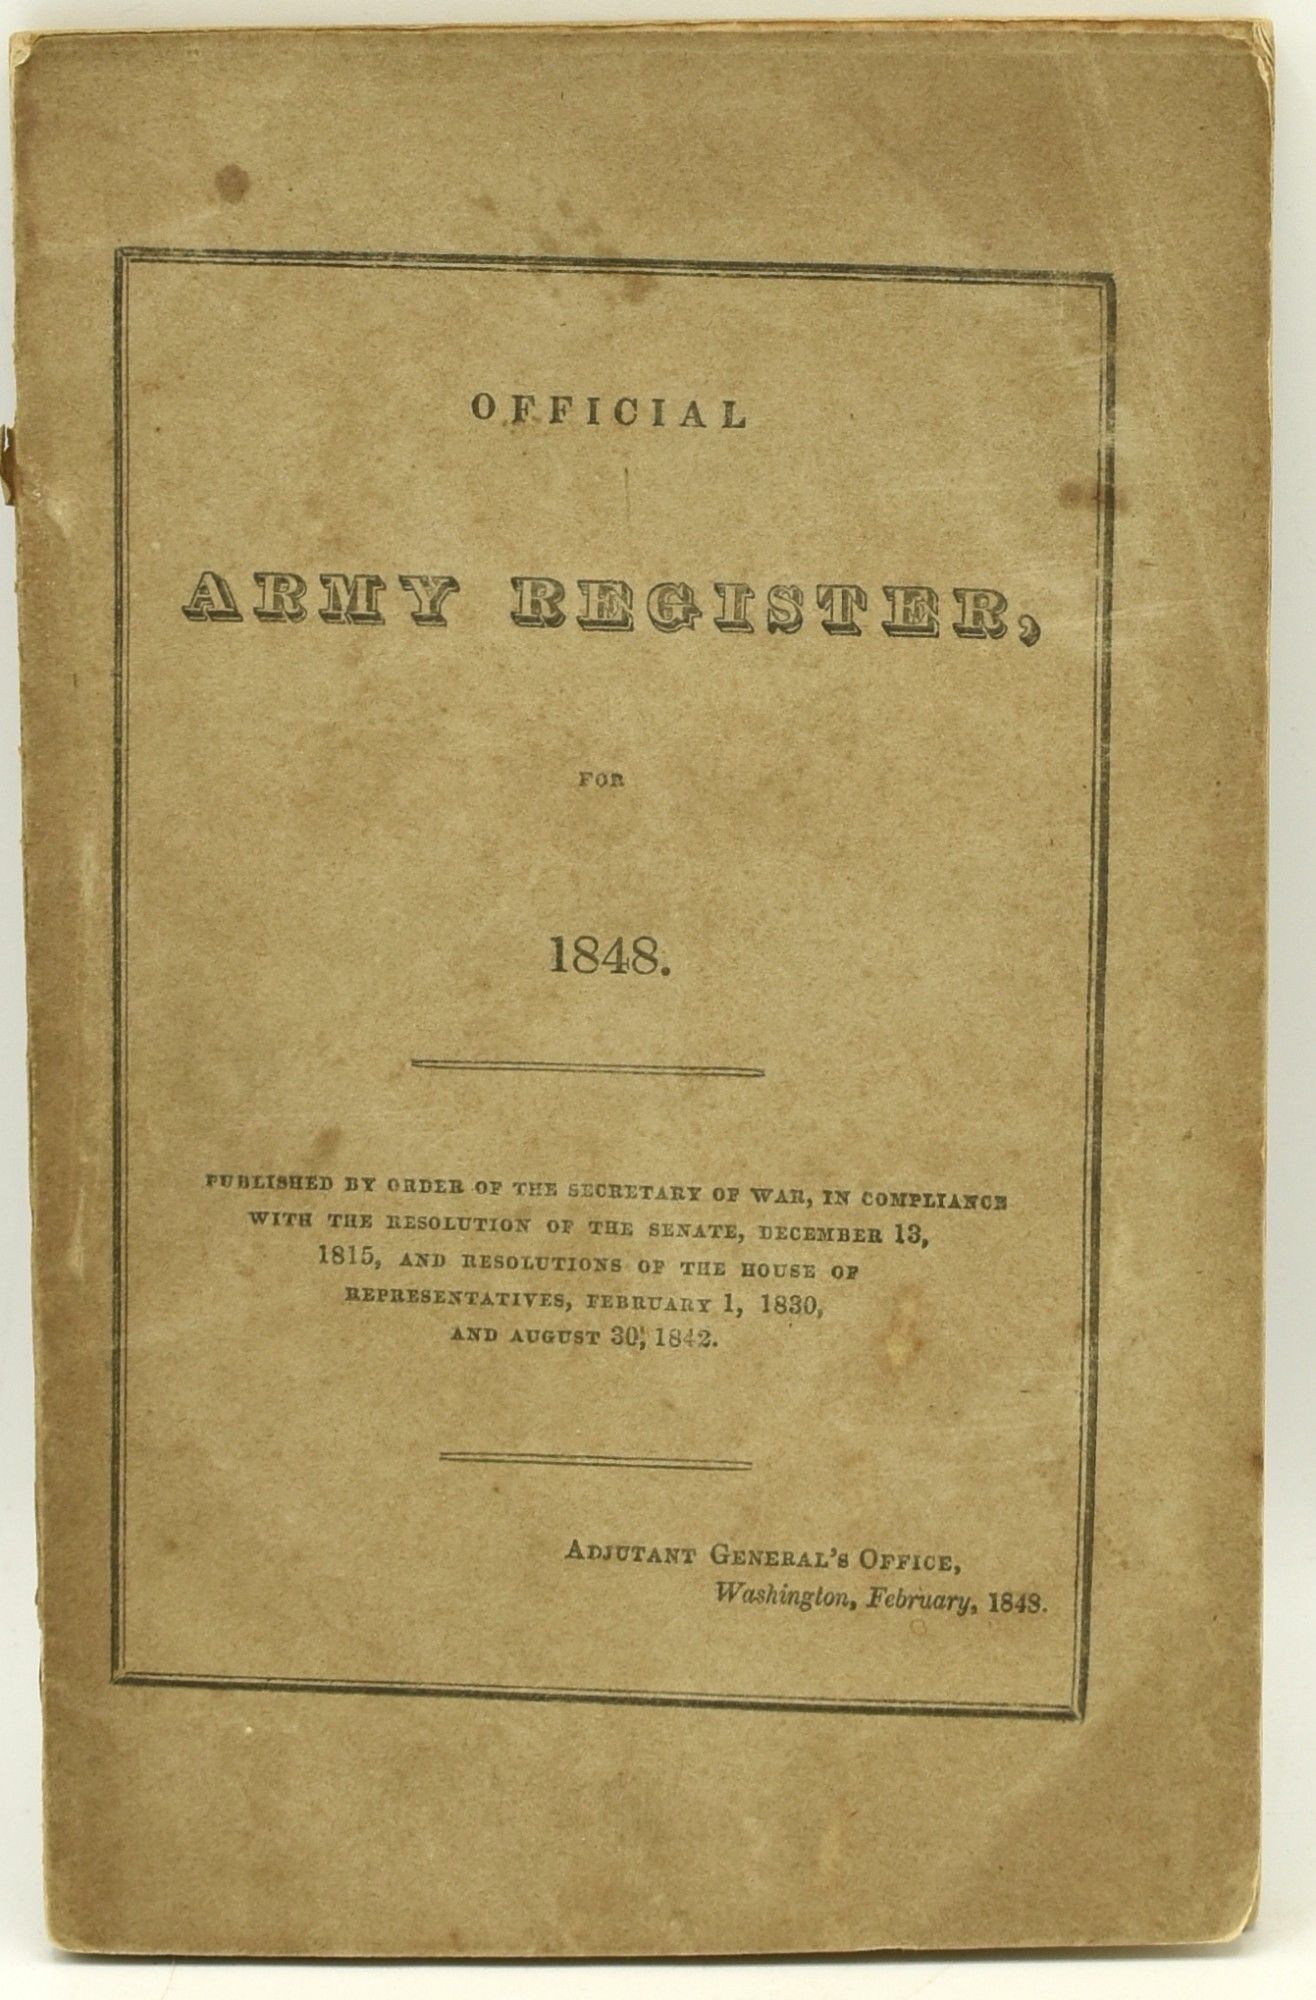 OFFICIAL
ARMY REGISTER,
FOR
1848.
PUBLISHED BY ORDER OF THE SECRETARY OF WAR, IN COMPLIANCE
WITH THE RESOLUTION OF THE SENATE, DECEMBER 13,
1815, AND RESOLUTIONS OF THE HOUSE OF
REPRESENTATIVES, FEBRUARY 1, 1830,
AND AUGUST 30, 1842.
ADJUTANT GENERAL'S OFFICE,
Washington, February, 1848.